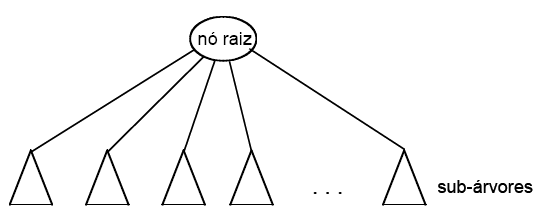 nó raiz
. . .
sub-árvores